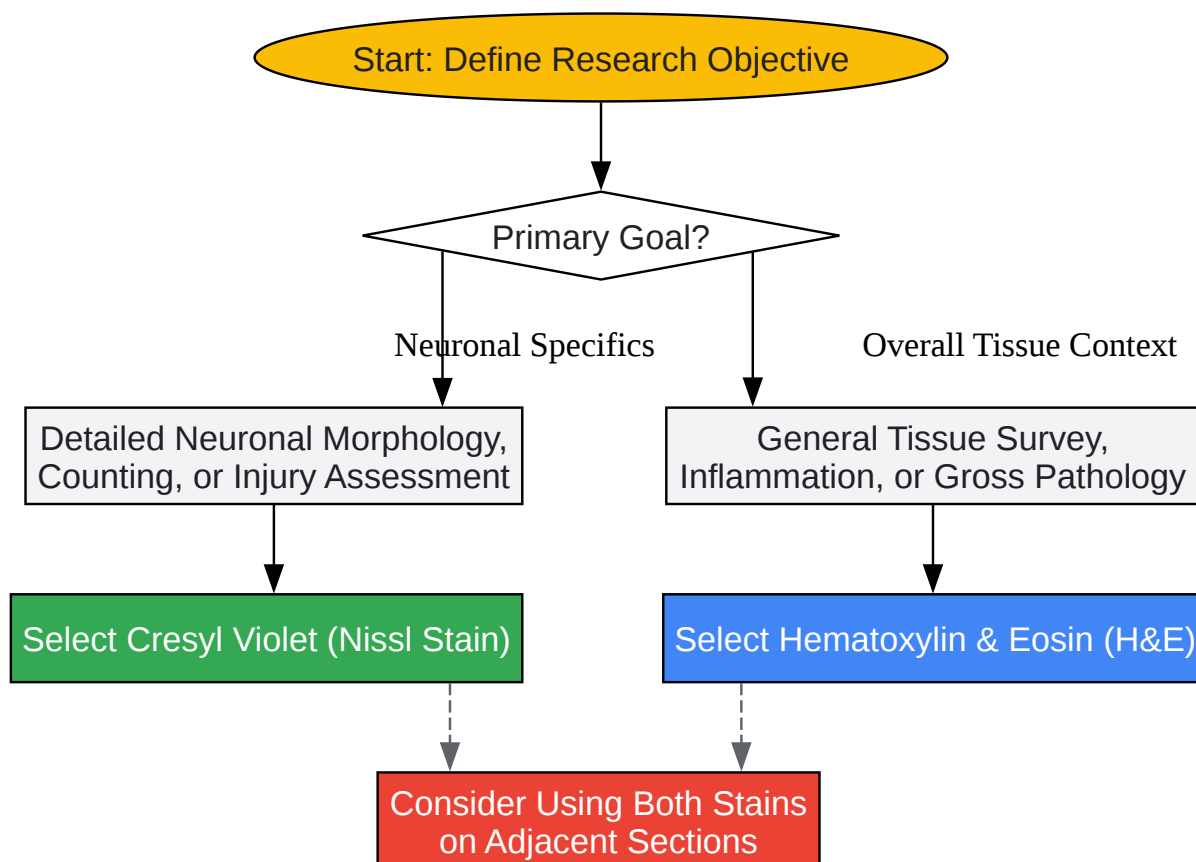 Start: Define Research Objective
Primary Goal?
Neuronal Specifics
Overall Tissue Context
Detailed Neuronal Morphology,
Counting, or Injury Assessment
General Tissue Survey,
Inflammation, or Gross Pathology
Select Cresyl Violet (Nissl Stain)
Select Hematoxylin & Eosin (H&E)
Consider Using Both Stains
on Adjacent Sections